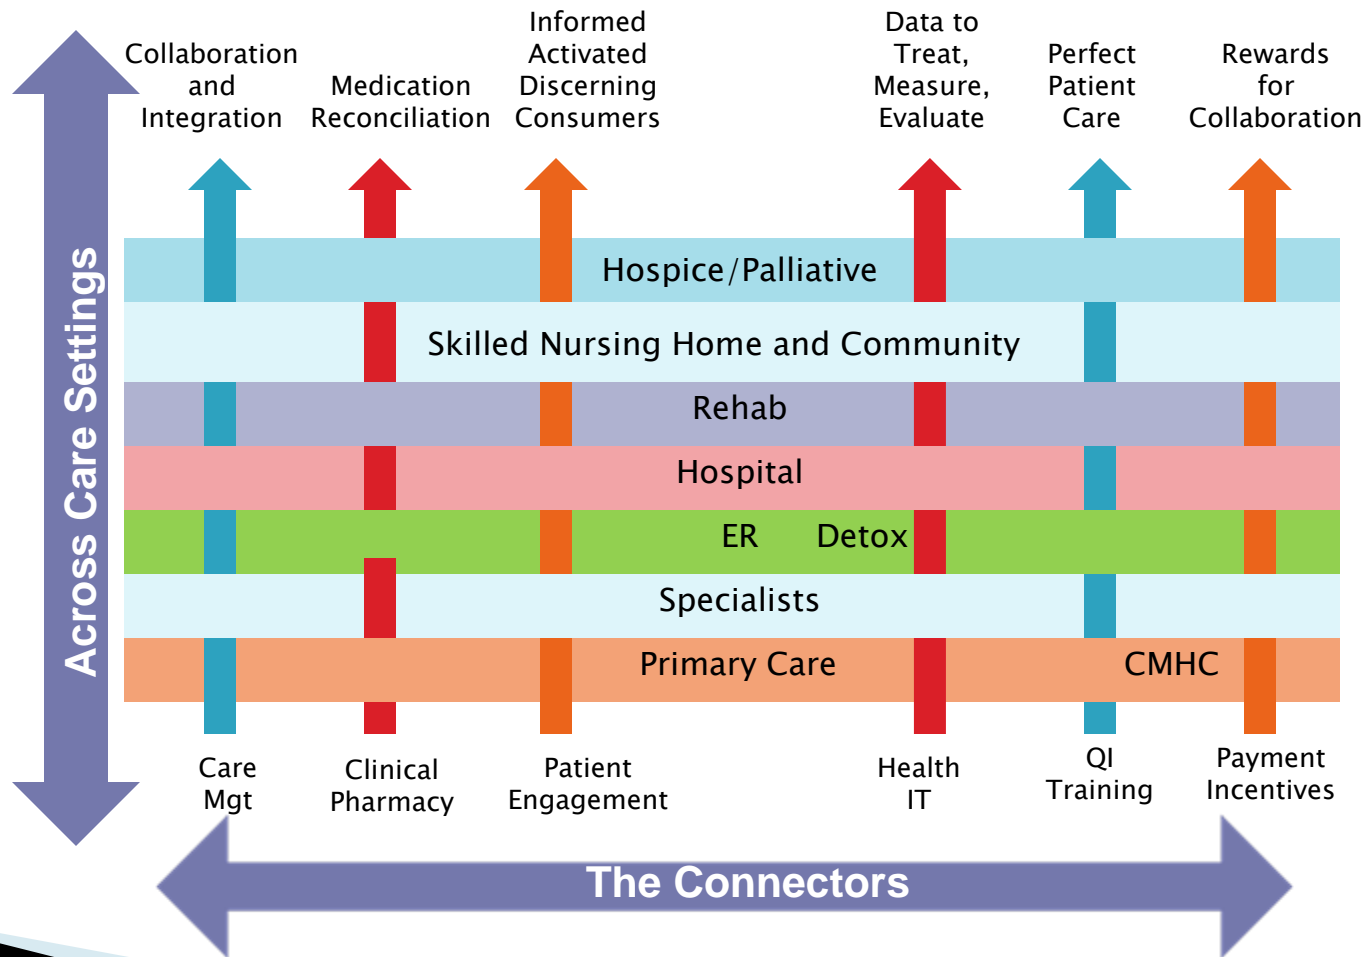 Collaboration
and
Integration
Medication
Reconciliation
Informed
Activated
Discerning
Consumers
Data to
Treat,
Measure,
Evaluate
Perfect
Patient
Care
Rewards
for
Collaboration
Across Care Settings
Hospice/Palliative
Skilled Nursing Home and Community
Rehab
Hospital
ER Detox
Specialists
Primary Care CMHC
Care
Mgt
Clinical
Pharmacy
Patient
Engagement
Health
IT
QI
Training
Payment
Incentives
The Connectors